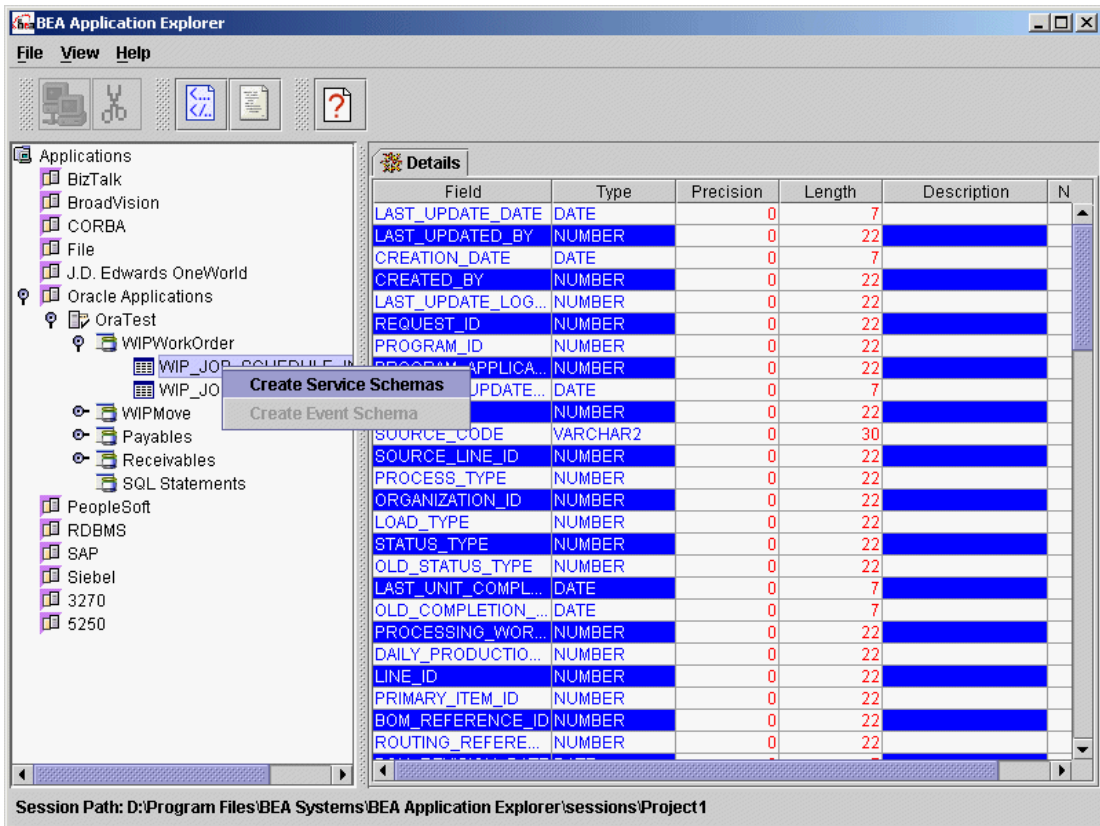 BEA Application Explorer
File View Help
Applications
BizTalk
BroadVision
CORBA
File
J.D. Edwards OneWorld
Oracle Applications
OraTest
WIPWorkOrder
WIP_JOB_SCHEDULE_IN
WIP_JO
WIPMove
Payables
Receivables
SQL Statements
PeopleSoft
RDBMS
SAP
Siebel
3270
5250
Create Service Schemas
Create Event Schema
Details
Field Type Precision Length Description N
LAST_UPDATE_DATE DATE 0 7
LAST_UPDATED_BY NUMBER 0 22
CREATION_DATE DATE 0 7
CREATED_BY NUMBER 0 22
LAST_UPDATE_LOG... NUMBER 0 22
REQUEST_ID NUMBER 0 22
PROGRAM_ID NUMBER 0 22
PROGRAM_APPLICA... NUMBER 0 22
UPDATE... DATE 0 7
NUMBER 0 22
SOURCE_CODE VARCHAR2 0 30
SOURCE_LINE_ID NUMBER 0 22
PROCESS_TYPE NUMBER 0 22
ORGANIZATION_ID NUMBER 0 22
LOAD_TYPE NUMBER 0 22
STATUS_TYPE NUMBER 0 22
OLD_STATUS_TYPE NUMBER 0 22
LAST_UNIT_COMPL... DATE 0 7
OLD_COMPLETION_... DATE 0 7
PROCESSING_WOR... NUMBER 0 22
DAILY_PRODUCTIO... NUMBER 0 22
LINE_ID NUMBER 0 22
PRIMARY_ITEM_ID NUMBER 0 22
BOM_REFERENCE_ID NUMBER 0 22
ROUTING_REFERE... NUMBER 0 22
Session Path: D:\Program Files\BEA Systems\BEA Application Explorer\sessions\Project1